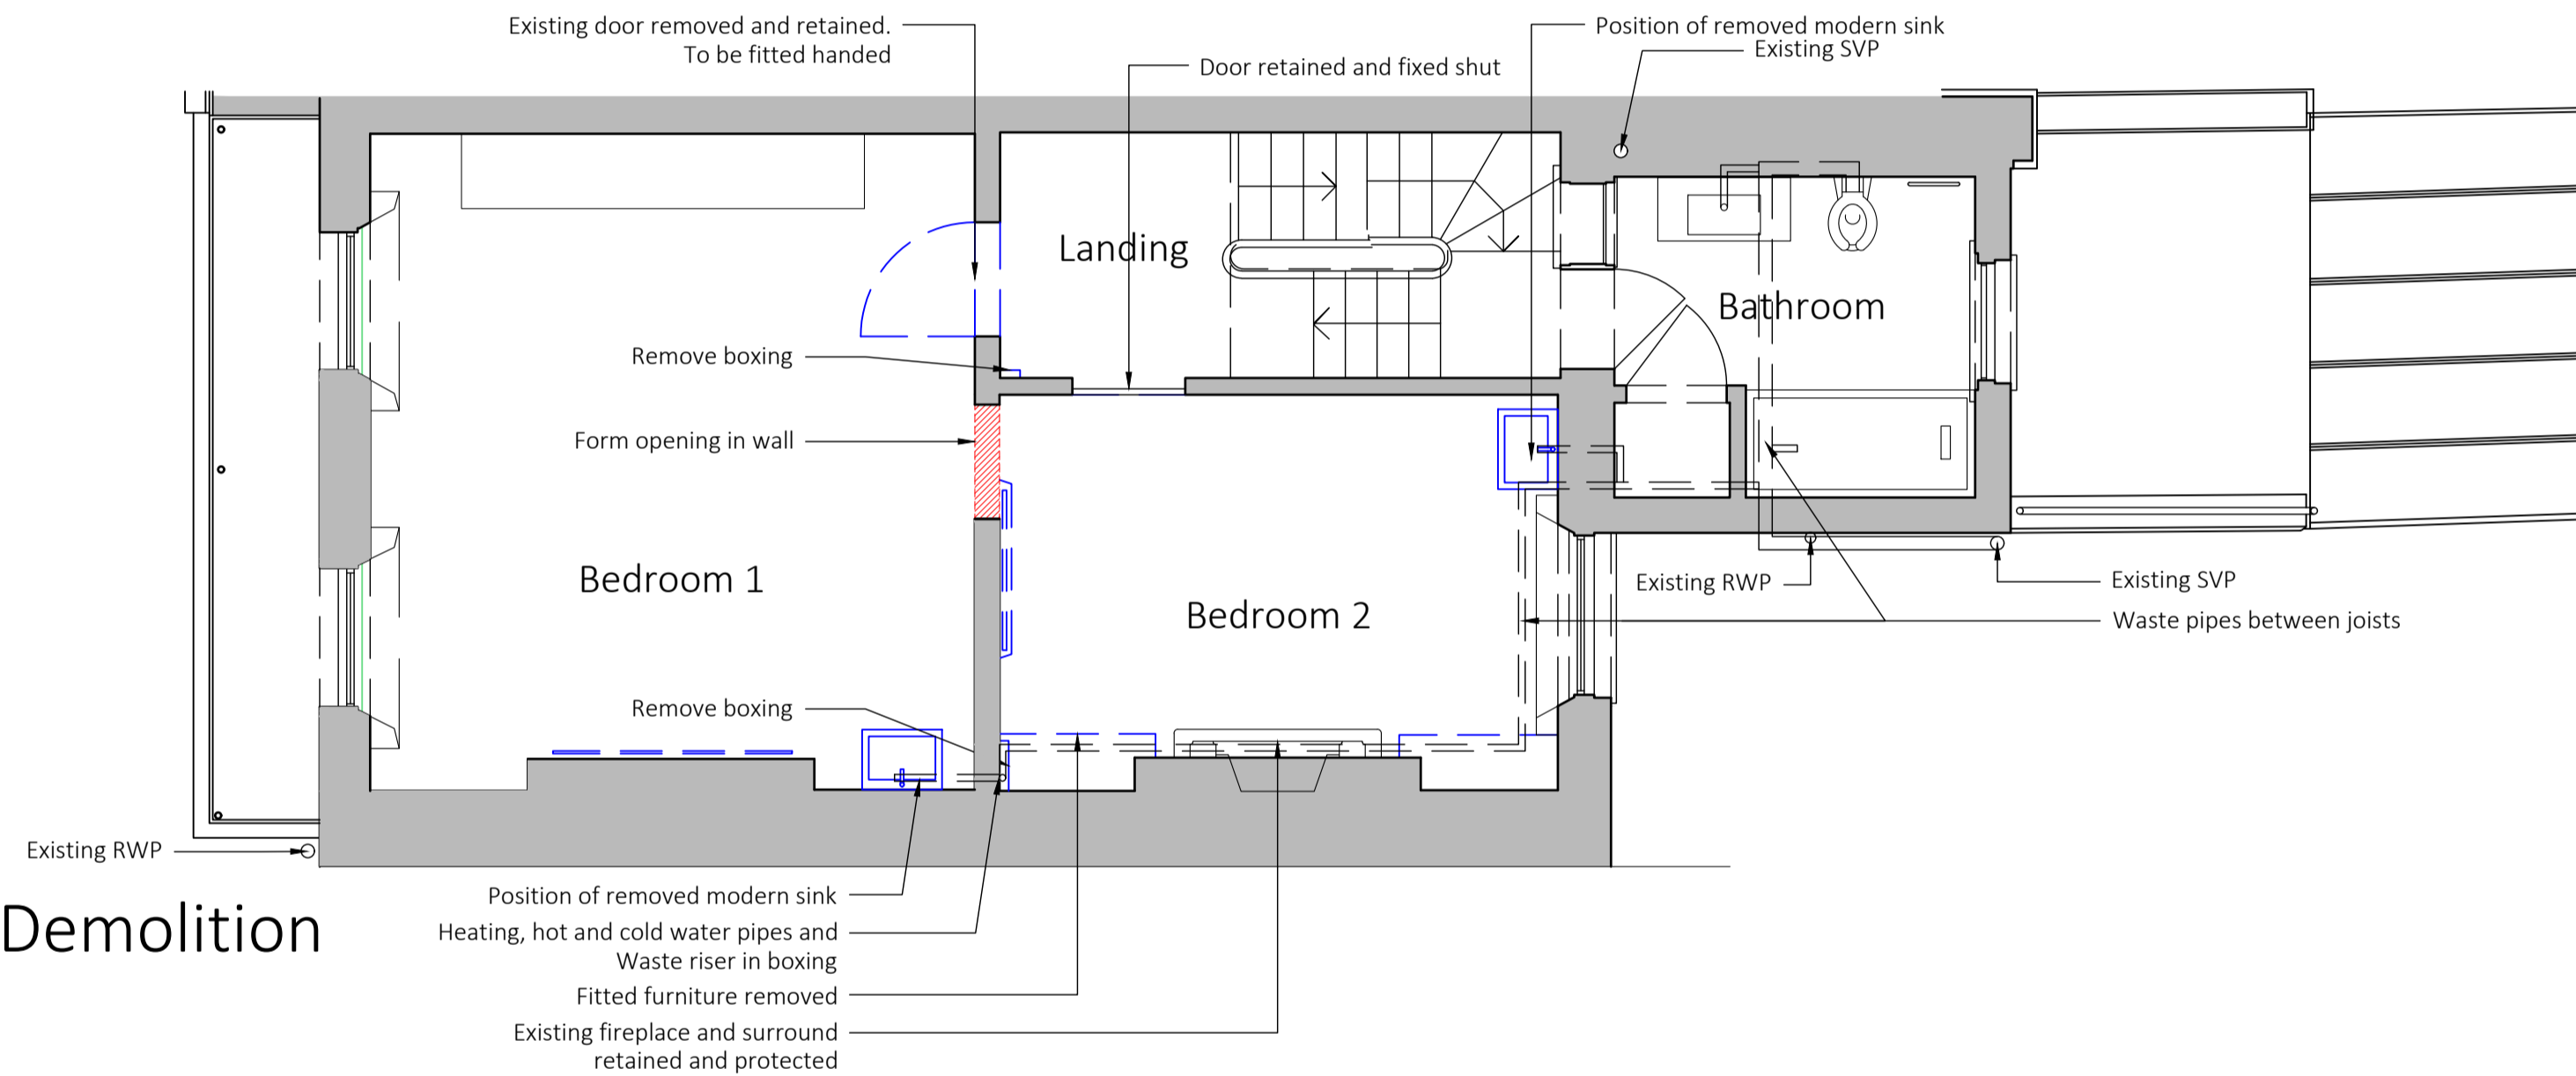 Existing door removed and retained.
To be fitted handed
Position of removed modern sink
Existing SVP
Door retained and fixed shut
Landing
Bathroom
Remove boxing
Form opening in wall
Bedroom 1
Bedroom 2
Existing RWP
Existing SVP
Waste pipes between joists
Remove boxing
Existing RWP
Demolition
Position of removed modern sink
Heating, hot and cold water pipes and
Waste riser in boxing
Fitted furniture removed
Existing fireplace and surround
retained and protected